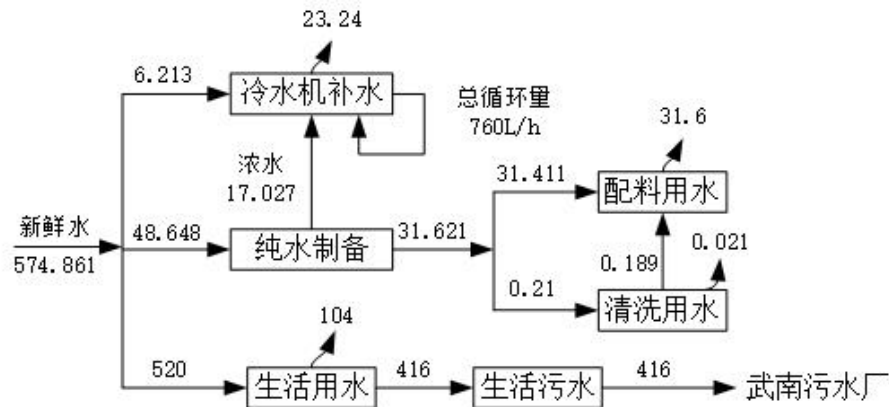 23.24
6.213
冷水机补水
总循环量
760L/h
31.6
浓水
17.027
31.411
配料用水
新鲜水
574.861
48.648
纯水制备
31.621
0.189
0.021
0.21
清洗用水
104
520
生活用水
416
生活污水
416
武南污水厂